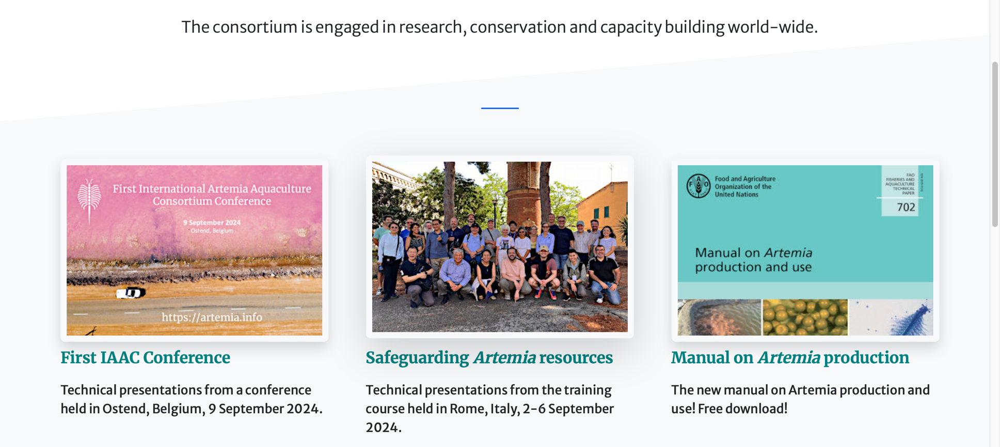 The consortium is engaged in research, conservation and capacity building world-wide.
First International Artemia Aquaculture
Consortium Conference
9 September 2024
Ostend, Belgium
https://artemia.info
First IAAC Conference
Technical presentations from a conference
held in Ostend, Belgium, 9 September 2024.
Safeguarding Artemia resources
Technical presentations from the training
course held in Rome, Italy, 2-6 September
2024.
FAO
Food and Agriculture
Organization of the
United Nations
FAO
FISHERIES AND
AQUACULTURE
TECHNICAL
PAPER
702
Manual on Artemia
production and use
Manual on Artemia production
The new manual on Artemia production and
use! Free download!